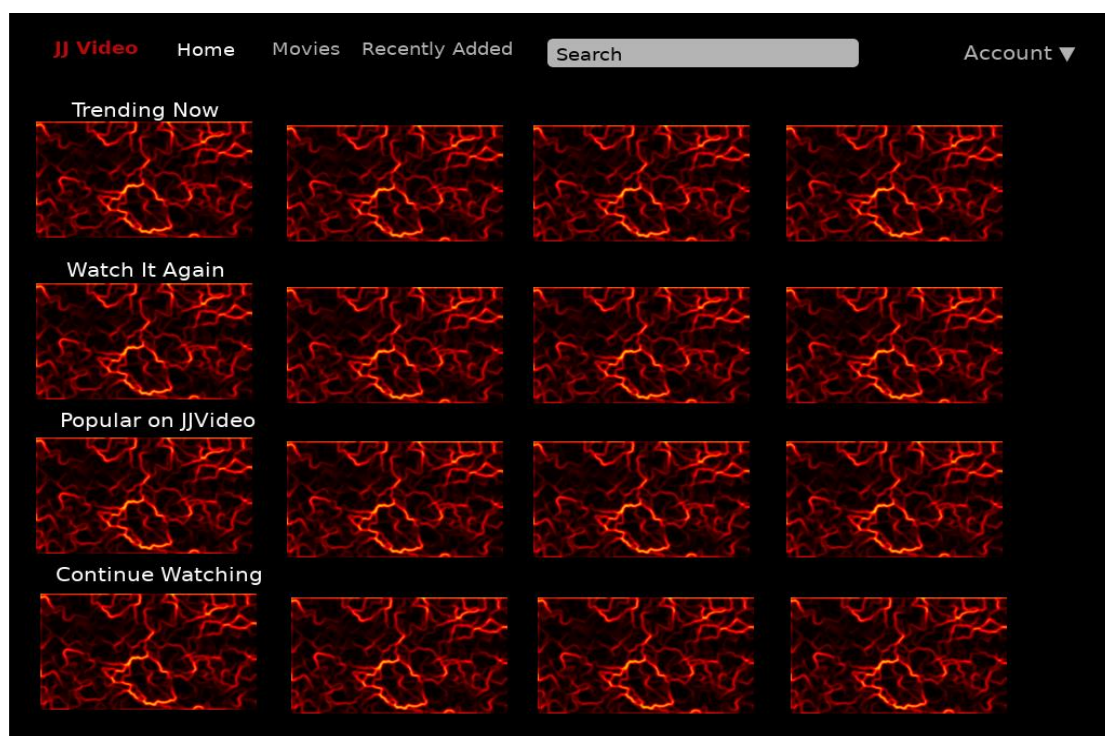 JJ Video Home Movies Recently Added Search Account ▼
Trending Now
Watch It Again
Popular on JJVideo
Continue Watching